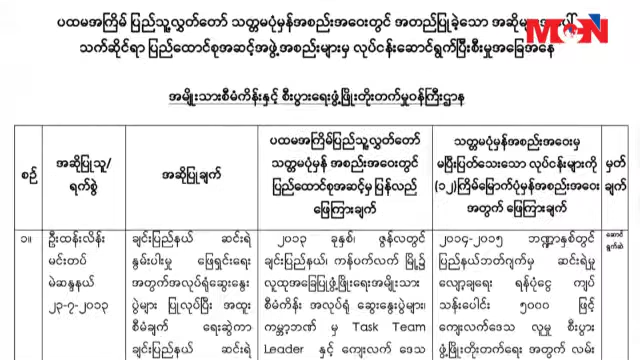 ပထမအကြိမ် ပြည်သူ့လွှတ်တော် သတ္တမပုံမှန်အစည်းအဝေးတွင် အတည်ပြုခဲ့သော အဆိုများအပေါ်
MCN
သက်ဆိုင်ရာ ပြည်ထောင်စုအဆင့်အဖွဲ့အစည်းများမှ လုပ်ငန်းဆောင်ရွက်ပြီးစီးမှုအခြေအနေ
အမျိုးသားစီမံကိန်းနှင့် စီးပွားရေးဖွံ့ဖြိုးတိုးတက်မှုဝန်ကြီးဌာန
စဉ်
အဆိုပြုသူ/
ရက်စွဲ
အဆိုပြုချက်
ပထမအကြိမ်ပြည်သူ့လွှတ်တော်
သတ္တမပုံမှန် အစည်းအဝေးတွင်
ပြည်ထောင်စုအဆင့်မှ ပြန်လည်
ဖြေကြားချက်
သတ္တမပုံမှန်အစည်းအဝေးမှ
မပြီးပြတ်သေးသော လုပ်ငန်းများကို
(၁၂)ကြိမ်မြောက်ပုံမှန်အစည်းအဝေး
အတွက် ဖြေကြားချက်
မှတ်
ချက်
၁။
ဦးထန်းလိန်း
မင်းတပ်
မဲဆန္ဒနယ်
၂၃-၇-၂၀၁၃
ချင်းပြည်နယ် ဆင်းရဲ
နွမ်းပါးမှု ဖြေရှင်းရေး
အတွက်အလုပ်ရုံဆွေးနွေး
ပွဲများ ပြုလုပ်ပြီး အထူး
စီမံချက် ရေးဆွဲကာ
ချင်းပြည်နယ် ဆင်းရဲ
၂၀၁၃ ခုနှစ်၊ ဇွန်လတွင်
ချင်းပြည်နယ်၊ ကန်ပက်လက် မြို့၌
လူထုအခြေပြုဖွံ့ဖြိုးရေးအမျိုးသား
စီမံကိန်း အလုပ်ရုံ ဆွေးနွေးပွဲများ၊
ကမ္ဘာ့ဘဏ် မှ Task Team
Leader နှင့် ကျေးလက် ဒေသ
၂၀၁၄-၂၀၁၅ ဘဏ္ဍာနှစ်တွင်
ပြည်နယ်ဘတ်ဂျက်မှ ဆင်းရဲမှု
လျော့ချရေး ရန်ပုံငွေ ကျပ်
သန်းပေါင်း ၅၀၀၀ ဖြင့်
ကျေးလက်ဒေသ လူမှု စီးပွား
ဖွံ့ဖြိုးတိုးတက်ရေး အတွက် လမ်း
ဆောင်
ရွက်ဆဲ